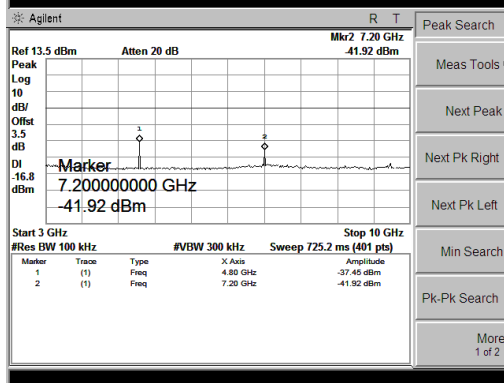 Agilent R T
Mkr2 7.20 GHz
Ref 13.5 dBm Atten 20 dB -41.92 dBm
Peak
Log
10
dB/
Offst
3.5
dB
DI
-16.8
dBm
1
2
Marker
7.200000000 GHz
-41.92 dBm
Start 3 GHz Stop 10 GHz
#Res BW 100 kHz #VBW 300 kHz Sweep 725.2 ms (401 pts)
Marker Trace Type X Axis Amplitude
1 (1) Freq 4.80 GHz -37.45 dBm
2 (1) Freq 7.20 GHz -41.92 dBm
Peak Search
Meas Tools
Next Peak
Next Pk Right
Next Pk Left
Min Search
Pk-Pk Search
More
1 of 2